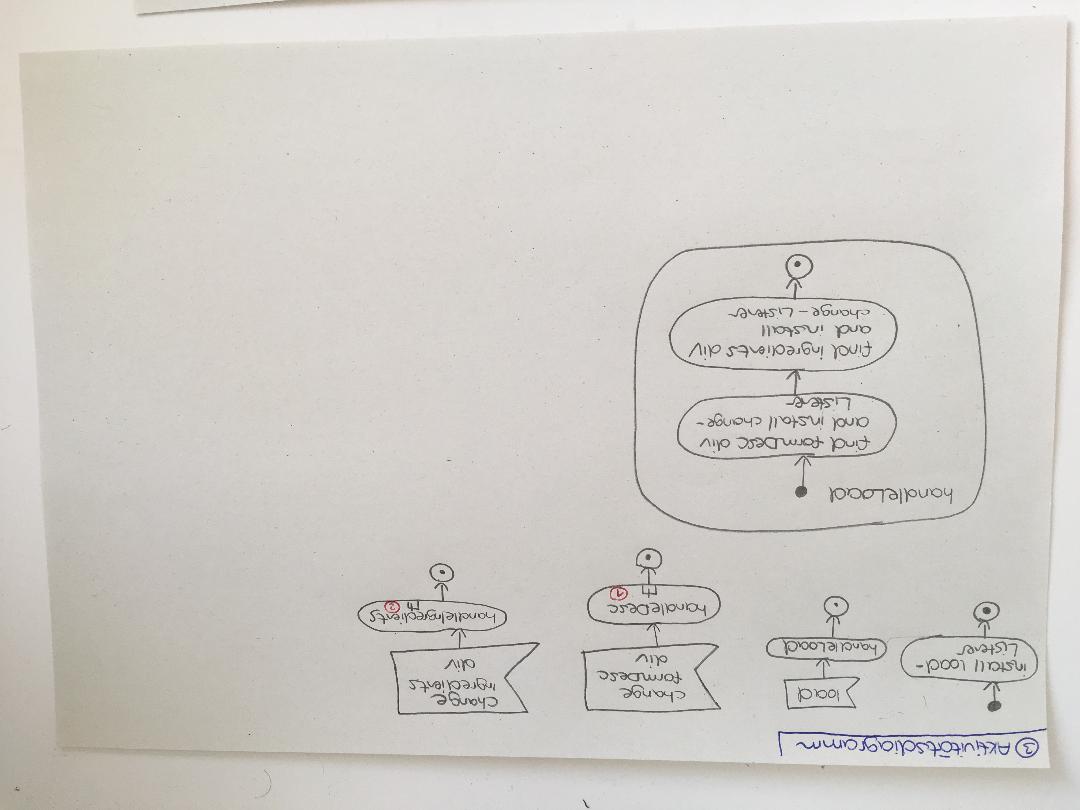 ③ Aktivitätsdiagramm
install load-
Listener
load
handleLoad
change
formDesc
div
handleDesc
①
change
ingredients
div
handleIngredients
②
handleLoad
find formDesc div
and install change-
Listener
find ingredients div
and install
change-Listener